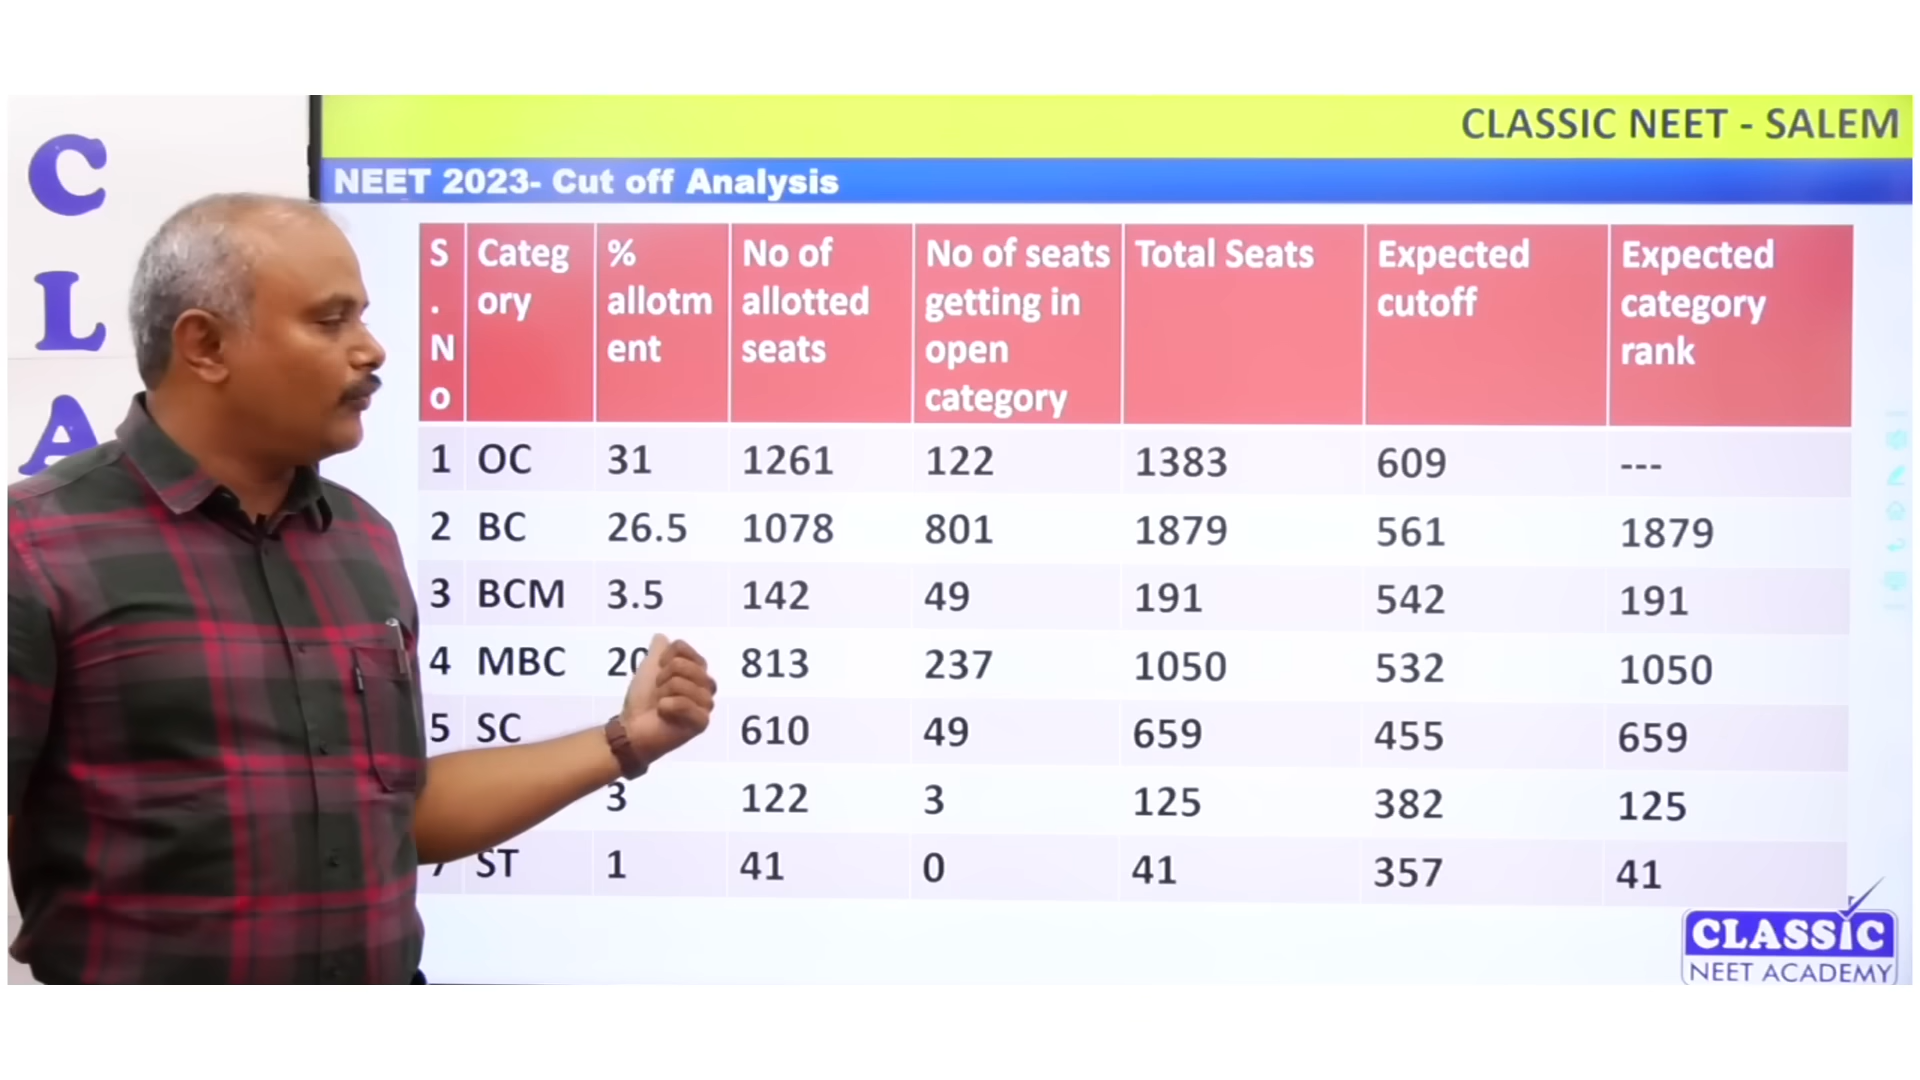 C
L
A
CLASSIC NEET - SALEM
NEET 2023- Cut off Analysis
S
.
N
o
Categ
ory
%
allotm
ent
No of
allotted
seats
No of seats
getting in
open
category
Total Seats
Expected
cutoff
Expected
category
rank
1 OC 31 1261 122 1383 609 ---
2 BC 26.5 1078 801 1879 561 1879
3 BCM 3.5 142 49 191 542 191
4 MBC 813 237 1050 532 1050
5 SC 610 49 659 455 659
3 122 3 125 382 125
ST 1 41 0 41 357 41
CLASSIC
NEET ACADEMY